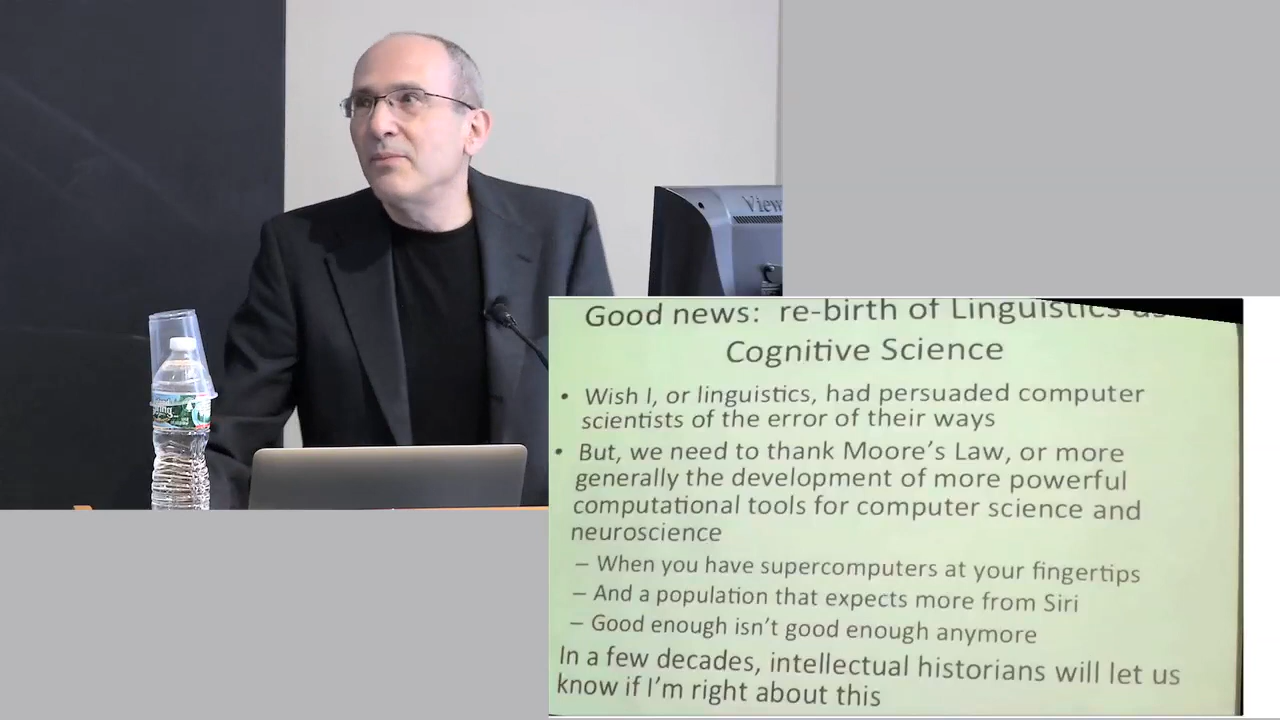 View
Good news: re-birth of Linguistics as
Cognitive Science
• Wish I, or linguistics, had persuaded computer
scientists of the error of their ways
• But, we need to thank Moore's Law, or more
generally the development of more powerful
computational tools for computer science and
neuroscience
– When you have supercomputers at your fingertips
– And a population that expects more from Siri
– Good enough isn't good enough anymore
In a few decades, intellectual historians will let us
know if I'm right about this